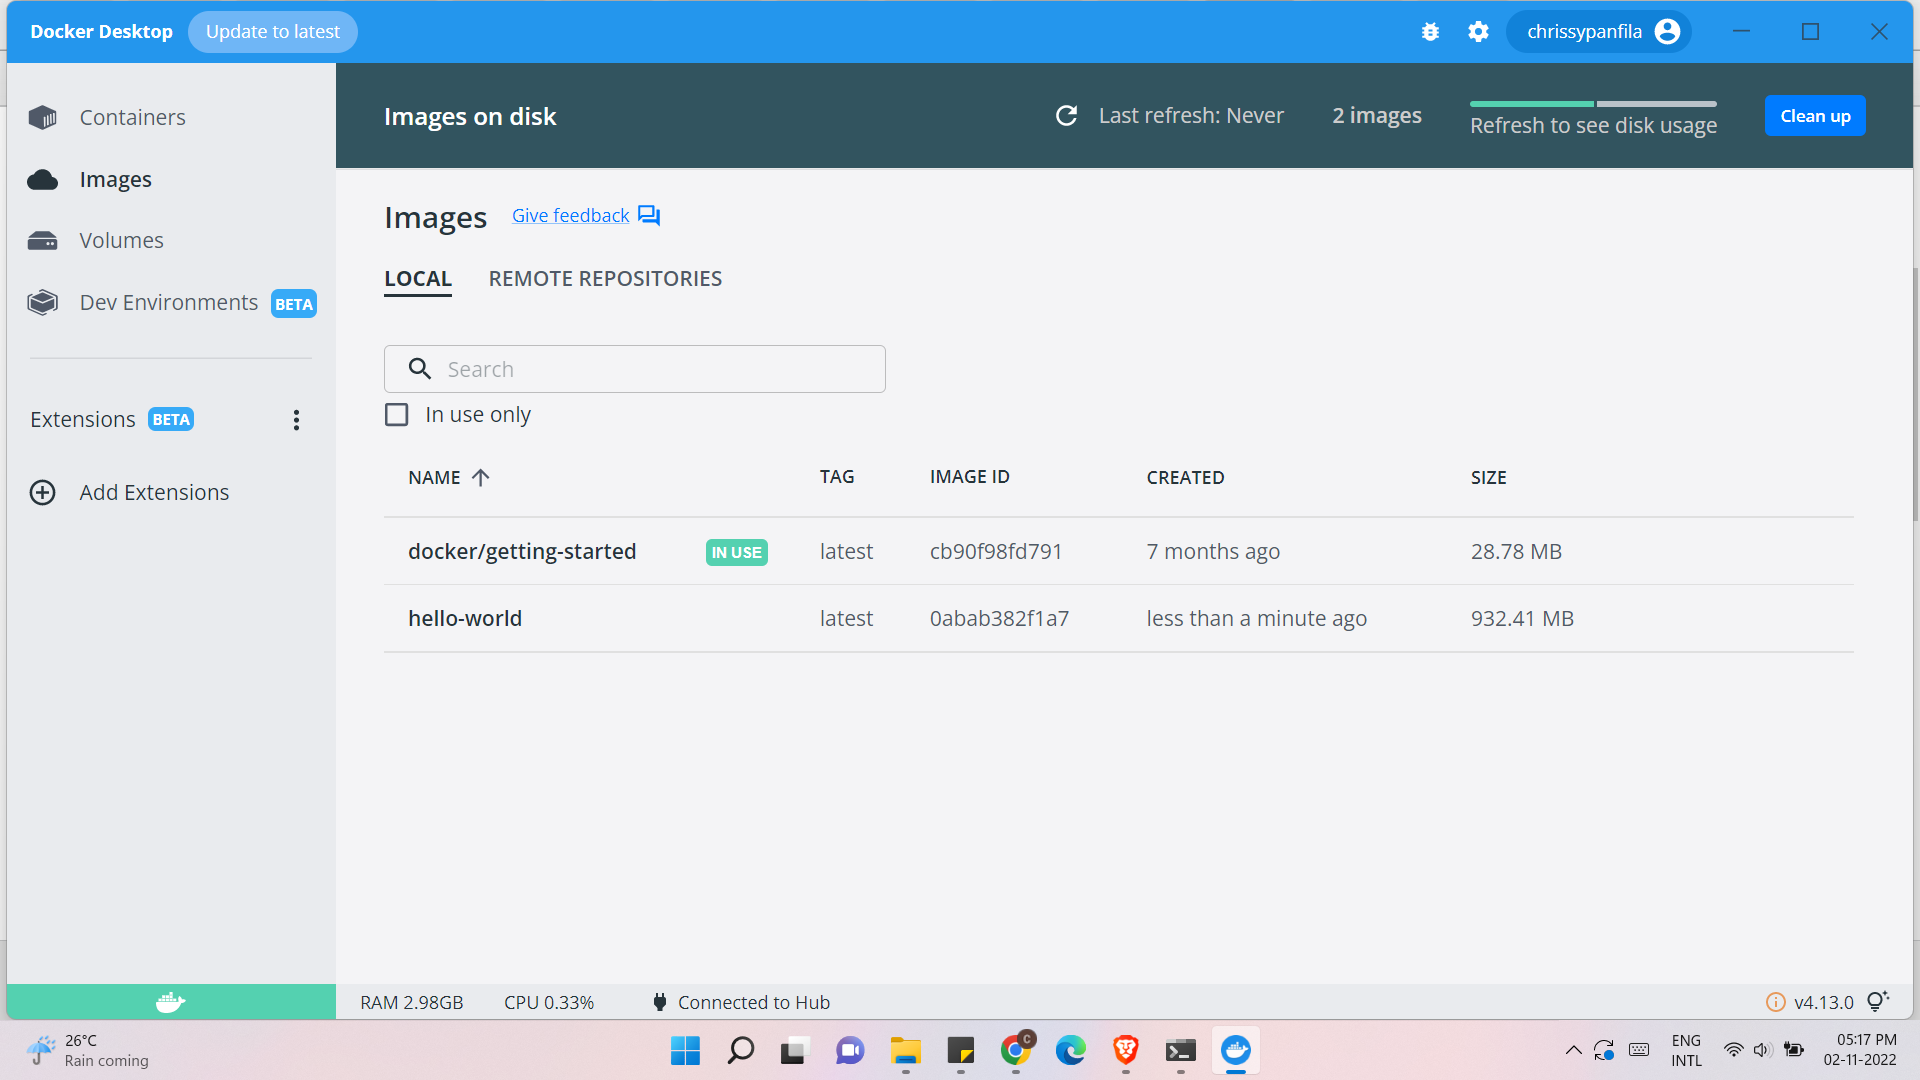 Docker Desktop Update to latest chrissypanfila
Containers
Images
Volumes
Dev Environments BETA
Extensions BETA
Add Extensions
Images on disk Last refresh: Never 2 images Refresh to see disk usage Clean up
Images Give feedback
LOCAL REMOTE REPOSITORIES
Search
In use only
NAME TAG IMAGE ID CREATED SIZE
docker/getting-started IN USE latest cb90f98fd791 7 months ago 28.78 MB
hello-world latest 0abab382f1a7 less than a minute ago 932.41 MB
RAM 2.98GB CPU 0.33% Connected to Hub v4.13.0
26°C
Rain coming
C
ENG
INTL
05:17 PM
02-11-2022